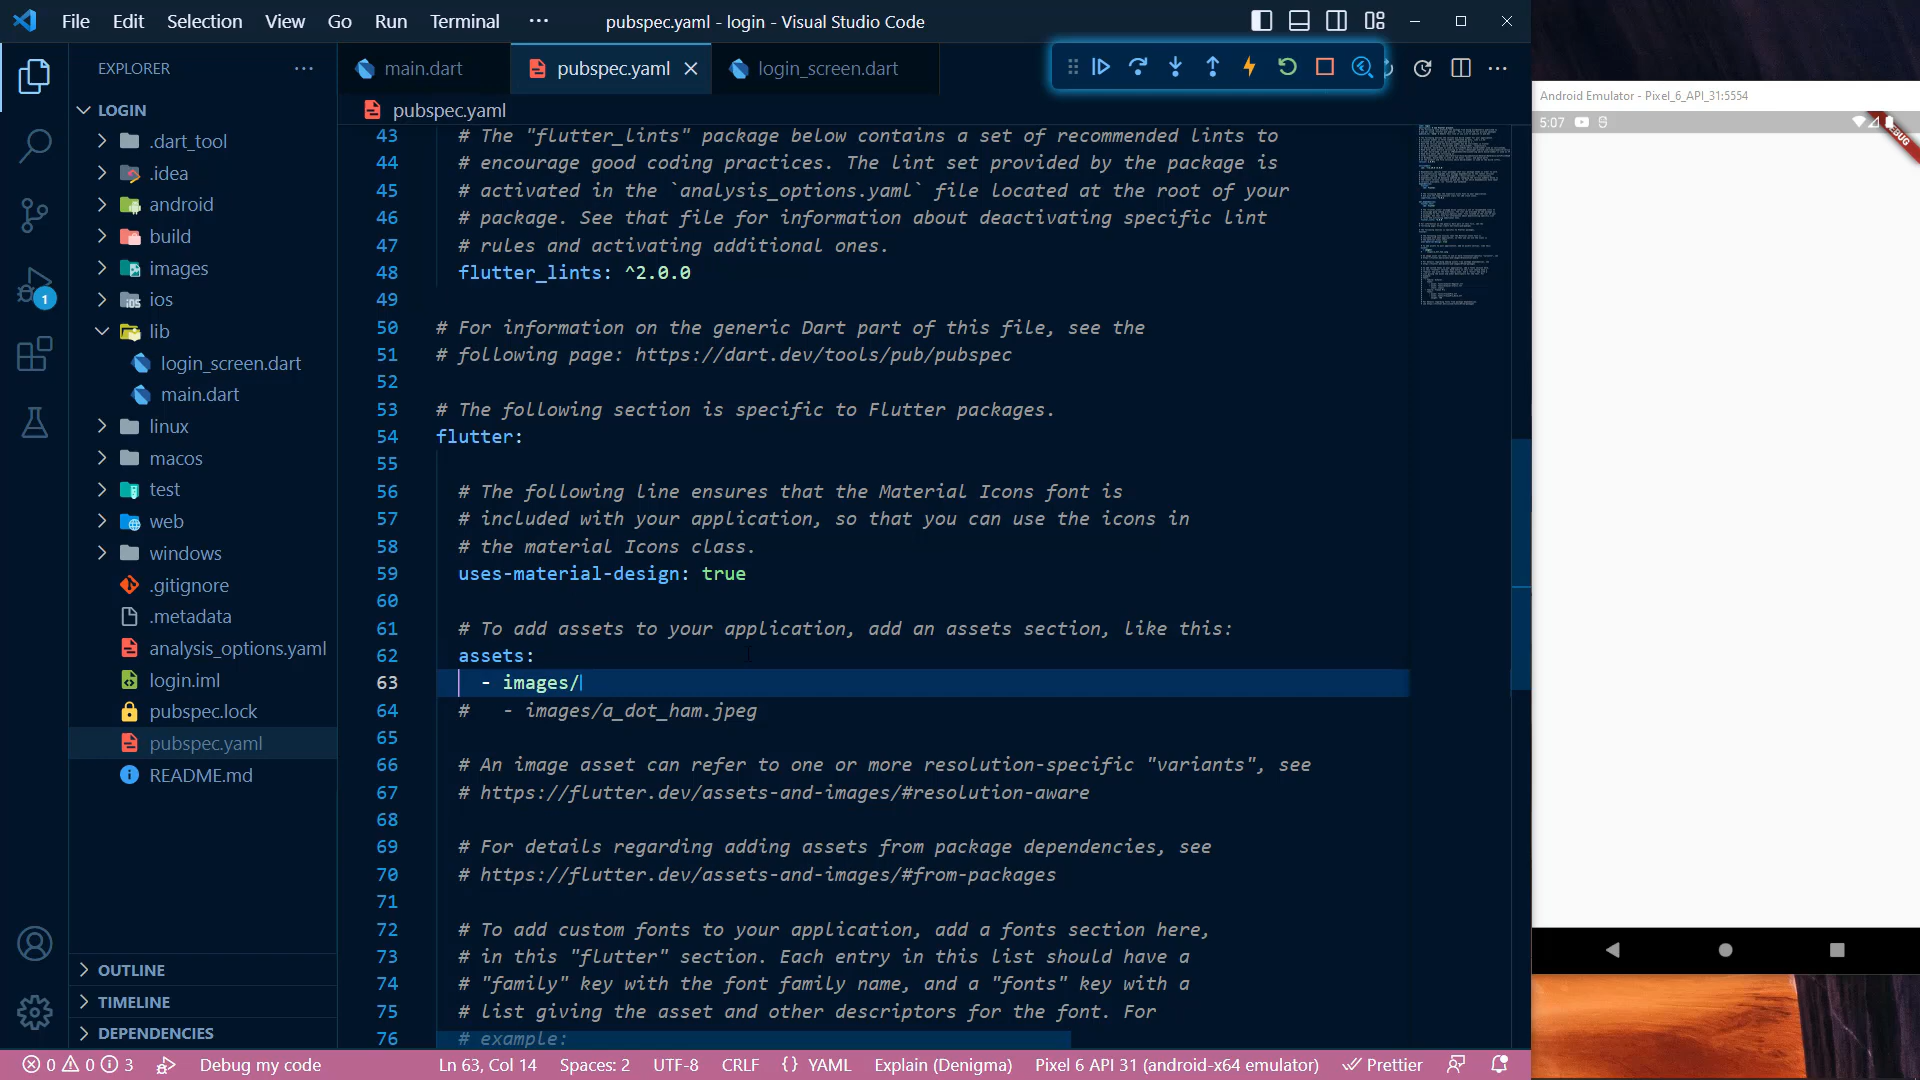 File Edit Selection View Go Run Terminal ··· pubspec.yaml - login - Visual Studio Code
EXPLORER
main.dart
pubspec.yaml
login_screen.dart
LOGIN
.dart_tool
.idea
android
build
images
ios
lib
login_screen.dart
main.dart
linux
macos
test
web
windows
.gitignore
.metadata
analysis_options.yaml
login.iml
pubspec.lock
pubspec.yaml
README.md
OUTLINE
TIMELINE
DEPENDENCIES
1
pubspec.yaml
43 # The "flutter_lints" package below contains a set of recommended lints to
44 # encourage good coding practices. The lint set provided by the package is
45 # activated in the `analysis_options.yaml` file located at the root of your
46 # package. See that file for information about deactivating specific lint
47 # rules and activating additional ones.
48 flutter_lints: ^2.0.0
49
50 # For information on the generic Dart part of this file, see the
51 # following page: https://dart.dev/tools/pub/pubspec
52
53 # The following section is specific to Flutter packages.
54 flutter:
55
56 # The following line ensures that the Material Icons font is
57 # included with your application, so that you can use the icons in
58 # the material Icons class.
59 uses-material-design: true
60
61 # To add assets to your application, add an assets section, like this:
62 assets:
63 - images/
64 # - images/a_dot_ham.jpeg
65
66 # An image asset can refer to one or more resolution-specific "variants", see
67 # https://flutter.dev/assets-and-images/#resolution-aware
68
69 # For details regarding adding assets from package dependencies, see
70 # https://flutter.dev/assets-and-images/#from-packages
71
72 # To add custom fonts to your application, add a fonts section here,
73 # in this "flutter" section. Each entry in this list should have a
74 # "family" key with the font family name, and a "fonts" key with a
75 # list giving the asset and other descriptors for the font. For
76 # example:
Android Emulator - Pixel_6_API_31:5554
5:07
DEBUG
0 0 3 Debug my code Ln 63, Col 14 Spaces: 2 UTF-8 CRLF {} YAML Explain (Denigma) Pixel 6 API 31 (android-x64 emulator) Prettier